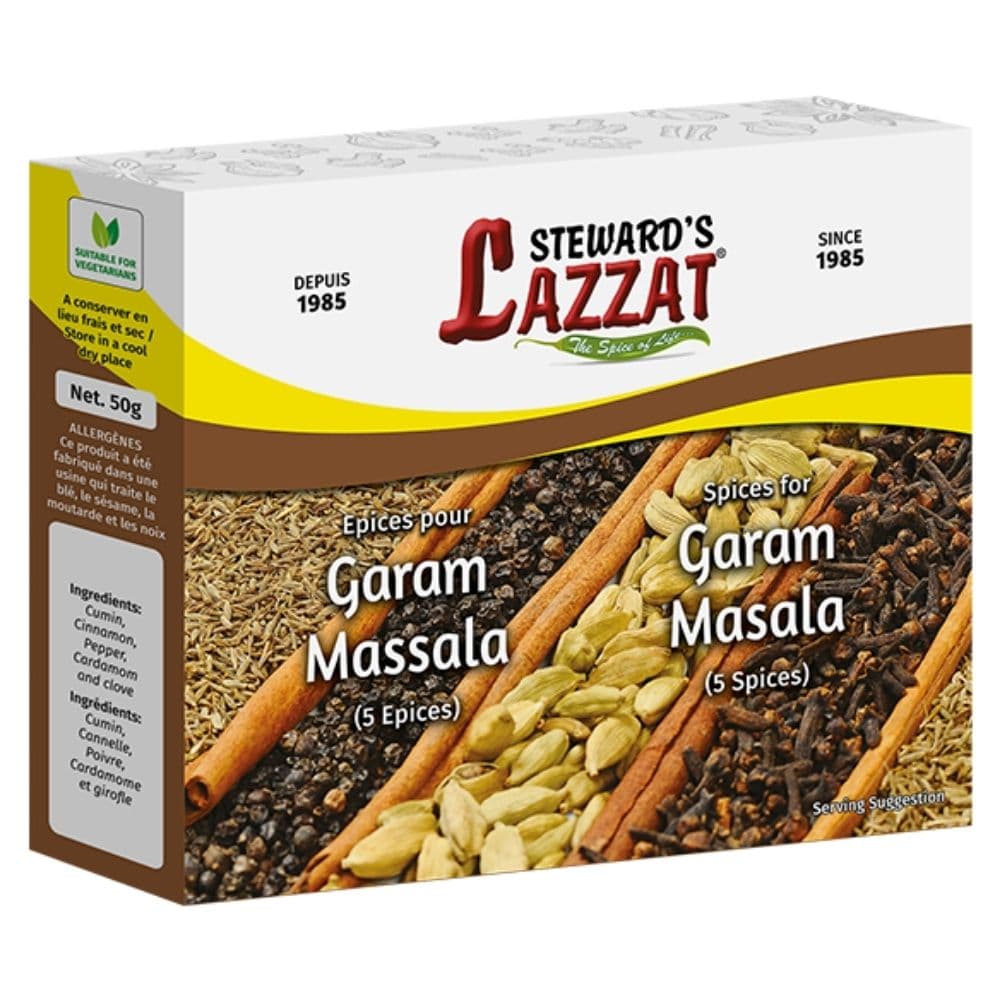 SUITABLE FOR
VEGETARIANS
A conserver en
lieu frais et sec /
Store in a cool
dry place
Net. 50g
ALLERGÈNES
Ce produit a été
fabriqué dans une
usine qui traite le
blé, le sésame, la
moutarde et les noix
Ingredients:
Cumin,
Cinnamon,
Pepper,
Cardamom
and clove
Ingrédients:
Cumin,
Cannelle,
Poivre,
Cardamome
et girofle
DEPUIS
1985
STEWARD'S
LAZZAT®
The Spice of Life...
SINCE
1985
Epices pour
Garam
Massala
(5 Epices)
Spices for
Garam
Masala
(5 Spices)
Serving Suggestion